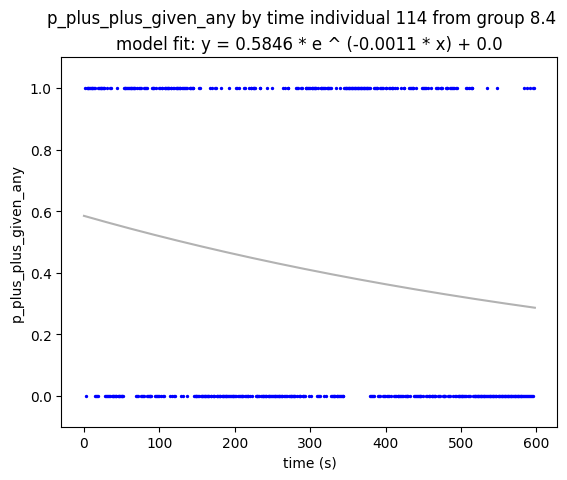 p_plus_plus_given_any by time individual 114 from group 8.4
model fit: y = 0.5846 * e ^ (-0.0011 * x) + 0.0
1.0
0.8
0.6
0.4
0.2
0.0
p_plus_plus_given_any
0 100 200 300 400 500 600
time (s)